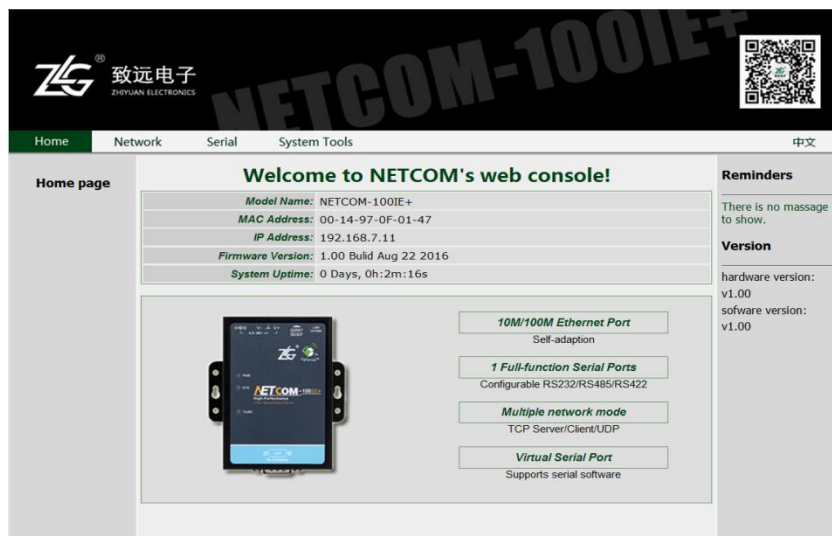 NETCOM-100IE+
ZLG®
致远电子
ZHIYUAN ELECTRONICS
Home Network Serial System Tools 中文
Home page
Welcome to NETCOM's web console!
Model Name: NETCOM-100IE+
MAC Address: 00-14-97-0F-01-47
IP Address: 192.168.7.11
Firmware Version: 1.00 Bulid Aug 22 2016
System Uptime: 0 Days, 0h:2m:16s
ZLG
NETCOM-100IE+
High-Performance
10M/100M Ethernet Port
Self-adaption
1 Full-function Serial Ports
Configurable RS232/RS485/RS422
Multiple network mode
TCP Server/Client/UDP
Virtual Serial Port
Supports serial software
Reminders
There is no massage
to show.
Version
hardware version:
v1.00
sofware version:
v1.00